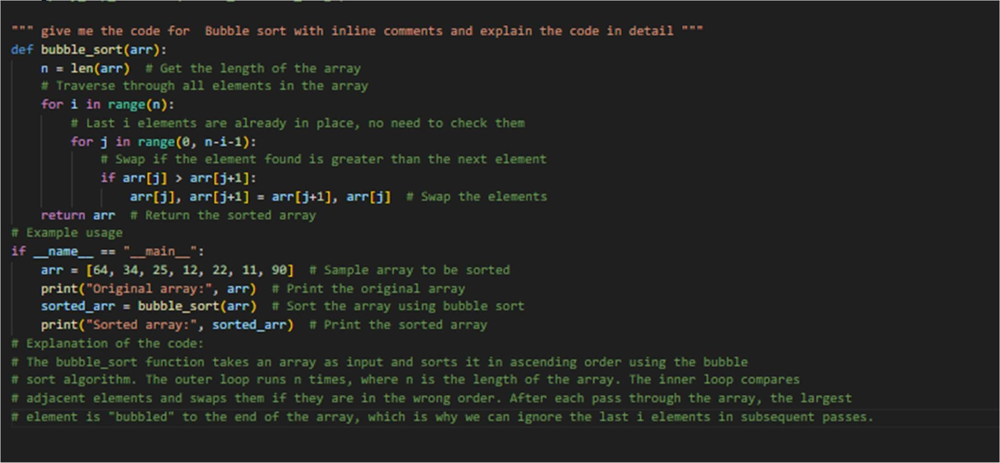 """ give me the code for  Bubble sort with inline comments and explain the code in detail """
def bubble_sort(arr):
    n = len(arr)  # Get the length of the array
    # Traverse through all elements in the array
    for i in range(n):
        # Last i elements are already in place, no need to check them
        for j in range(0, n-i-1):
            # Swap if the element found is greater than the next element
            if arr[j] > arr[j+1]:
                arr[j], arr[j+1] = arr[j+1], arr[j]  # Swap the elements
    return arr  # Return the sorted array
# Example usage
if __name__ == "__main__":
    arr = [64, 34, 25, 12, 22, 11, 90]  # Sample array to be sorted
    print("Original array:", arr)  # Print the original array
    sorted_arr = bubble_sort(arr)  # Sort the array using bubble sort
    print("Sorted array:", sorted_arr)  # Print the sorted array
# Explanation of the code:
# The bubble_sort function takes an array as input and sorts it in ascending order using the bubble
# sort algorithm. The outer loop runs n times, where n is the length of the array. The inner loop compares
# adjacent elements and swaps them if they are in the wrong order. After each pass through the array, the largest
# element is "bubbled" to the end of the array, which is why we can ignore the last i elements in subsequent passes.